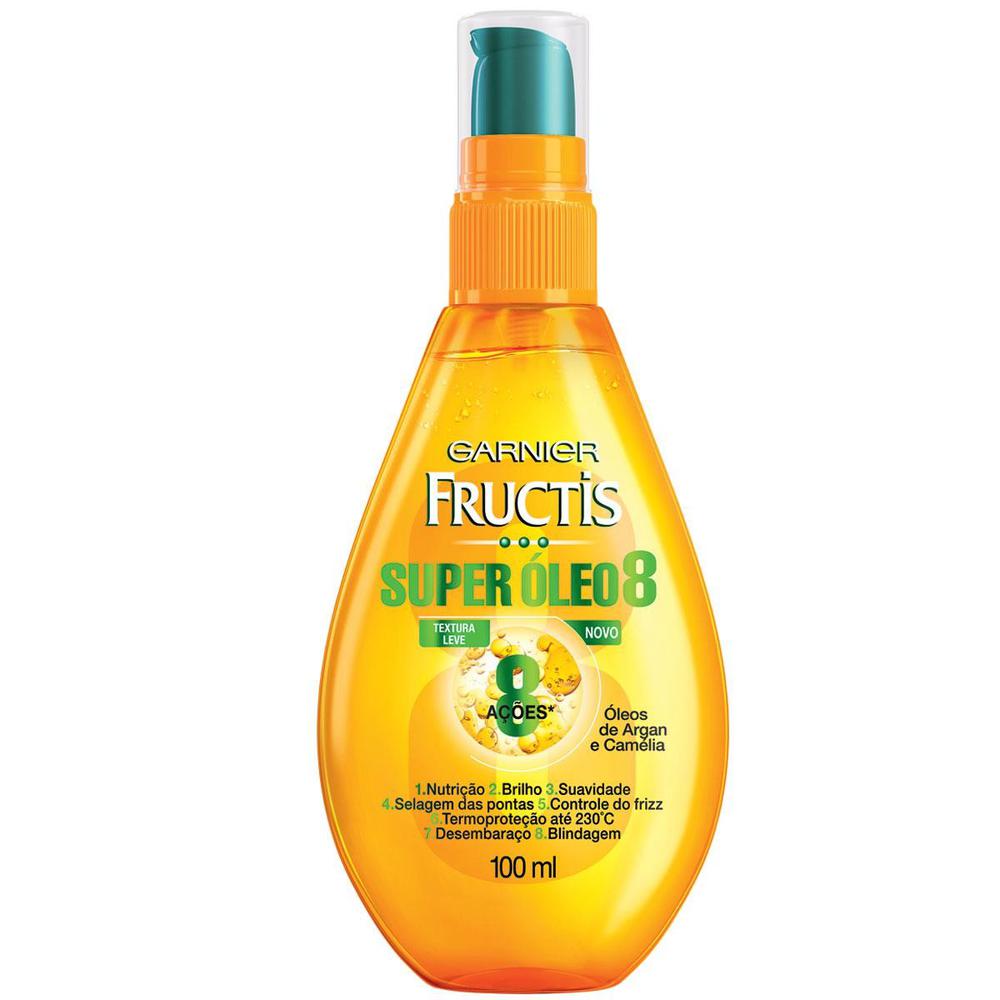 GARNIER
FRUCTIS
SUPER ÓLEO 8
TEXTURA
LEVE
NOVO
8
AÇÕES*
Óleos
de Argan
e Camélia
1.Nutrição 2.Brilho 3.Suavidade
4.Selagem das pontas 5.Controle do frizz
6.Termoproteção até 230°C
7 Desembaraço 8.Blindagem
100 ml